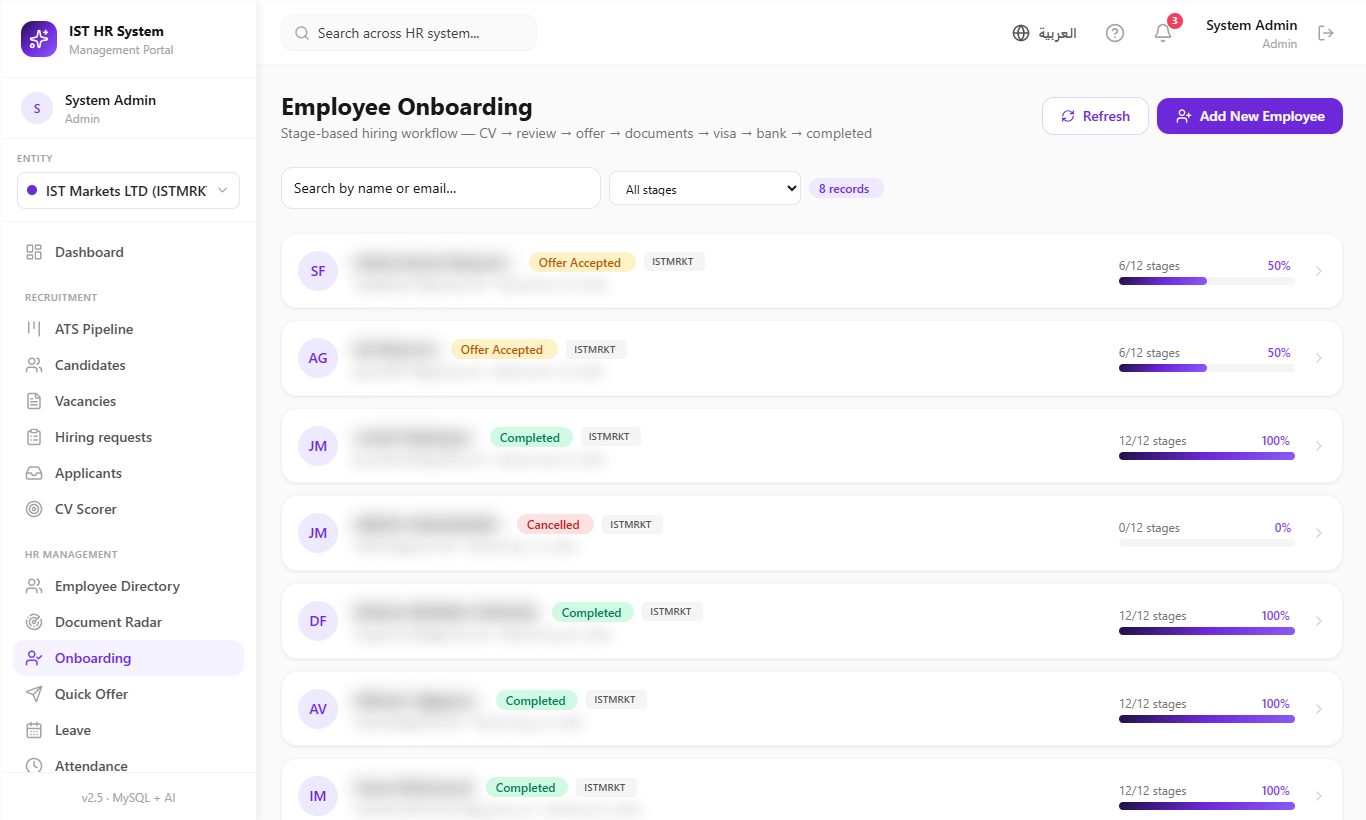 IST HR System
Management Portal
S
System Admin
Admin
ENTITY
IST Markets LTD (ISTMRK
Dashboard
RECRUITMENT
ATS Pipeline
Candidates
Vacancies
Hiring requests
Applicants
CV Scorer
HR MANAGEMENT
Employee Directory
Document Radar
Onboarding
Quick Offer
Leave
Attendance
v2.5 · MySQL + AI
Search across HR system...
العربية
3
System Admin
Admin
Employee Onboarding
Stage-based hiring workflow — CV → review → offer → documents → visa → bank → completed
Refresh
Add New Employee
Search by name or email...
All stages
8 records
SF Offer Accepted ISTMRKT 6/12 stages 50%
AG Offer Accepted ISTMRKT 6/12 stages 50%
JM Completed ISTMRKT 12/12 stages 100%
JM Cancelled ISTMRKT 0/12 stages 0%
DF Completed ISTMRKT 12/12 stages 100%
AV Completed ISTMRKT 12/12 stages 100%
IM Completed ISTMRKT 12/12 stages 100%